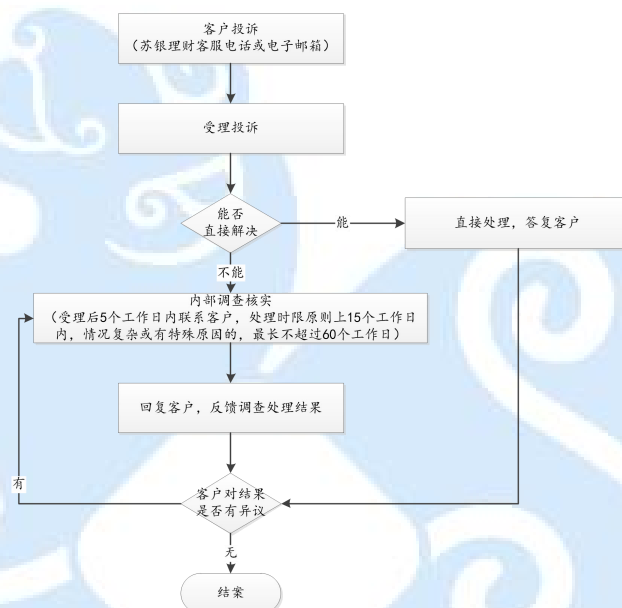 客户投诉
（苏银理财客服电话或电子邮箱）
受理投诉
能否
直接解决
能
直接处理，答复客户
不能
内部调查核实
（受理后5个工作日内联系客户，处理时限原则上15个工作日
内，情况复杂或有特殊原因的，最长不超过60个工作日）
回复客户，反馈调查处理结果
有
客户对结果
是否有异议
无
结案